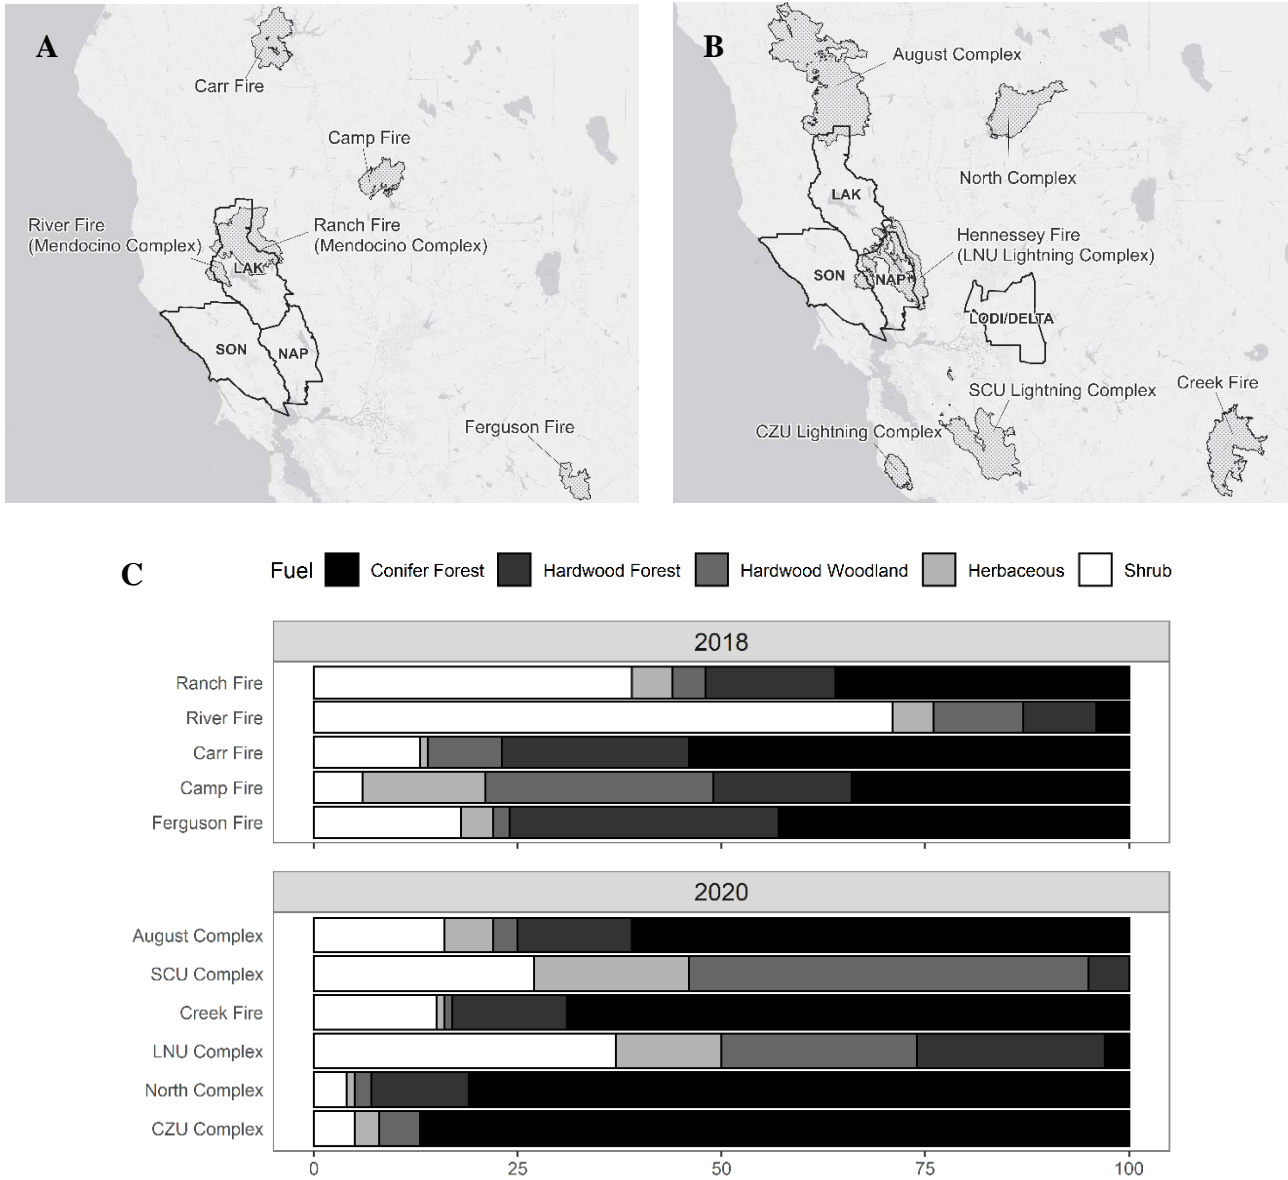 A
Carr Fire
Camp Fire
River Fire
(Mendocino Complex)
Ranch Fire
(Mendocino Complex)
LAK
SON
NAP
Ferguson Fire
B
August Complex
North Complex
LAK
Hennessey Fire
(LNU Lightning Complex)
SON
NAP
LODI/DELTA
SCU Lightning Complex
Creek Fire
CZU Lightning Complex
C
Fuel Conifer Forest Hardwood Forest Hardwood Woodland Herbaceous Shrub
2018
Ranch Fire
River Fire
Carr Fire
Camp Fire
Ferguson Fire
2020
August Complex
SCU Complex
Creek Fire
LNU Complex
North Complex
CZU Complex
0 25 50 75 100